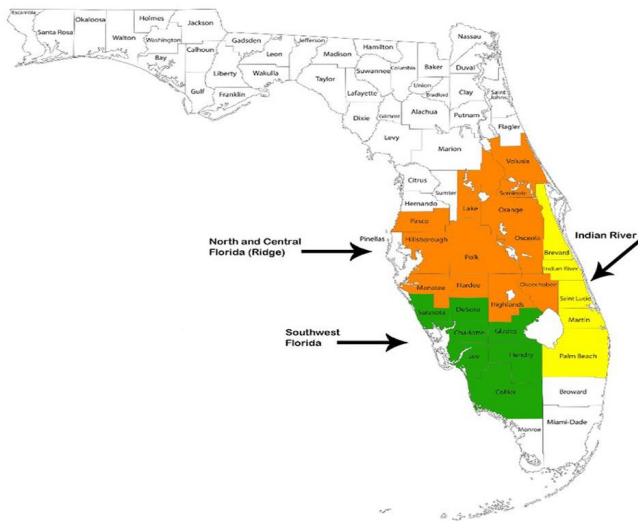 Escambia
Santa Rosa
Okaloosa
Walton
Holmes
Washington
Bay
Jackson
Calhoun
Gulf
Liberty
Gadsden
Franklin
Leon
Wakulla
Jefferson
Madison
Taylor
Hamilton
Suwannee
Lafayette
Dixie
Columbia
Gilchrist
Levy
Baker
Union
Bradford
Alachua
Marion
Nassau
Duval
Clay
Saint
Johns
Putnam
Flagler
Volusia
Citrus
Sumter
Hernando
Lake
Seminole
Orange
Pasco
Pinellas
Hillsborough
Polk
Osceola
Brevard
Indian River
Manatee
Hardee
Highlands
Okeechobee
Saint Lucie
Sarasota
DeSoto
Martin
Charlotte
Glades
Lee
Hendry
Palm Beach
Collier
Broward
Monroe
Miami-Dade
North and Central
Florida (Ridge)
Southwest
Florida
Indian
River